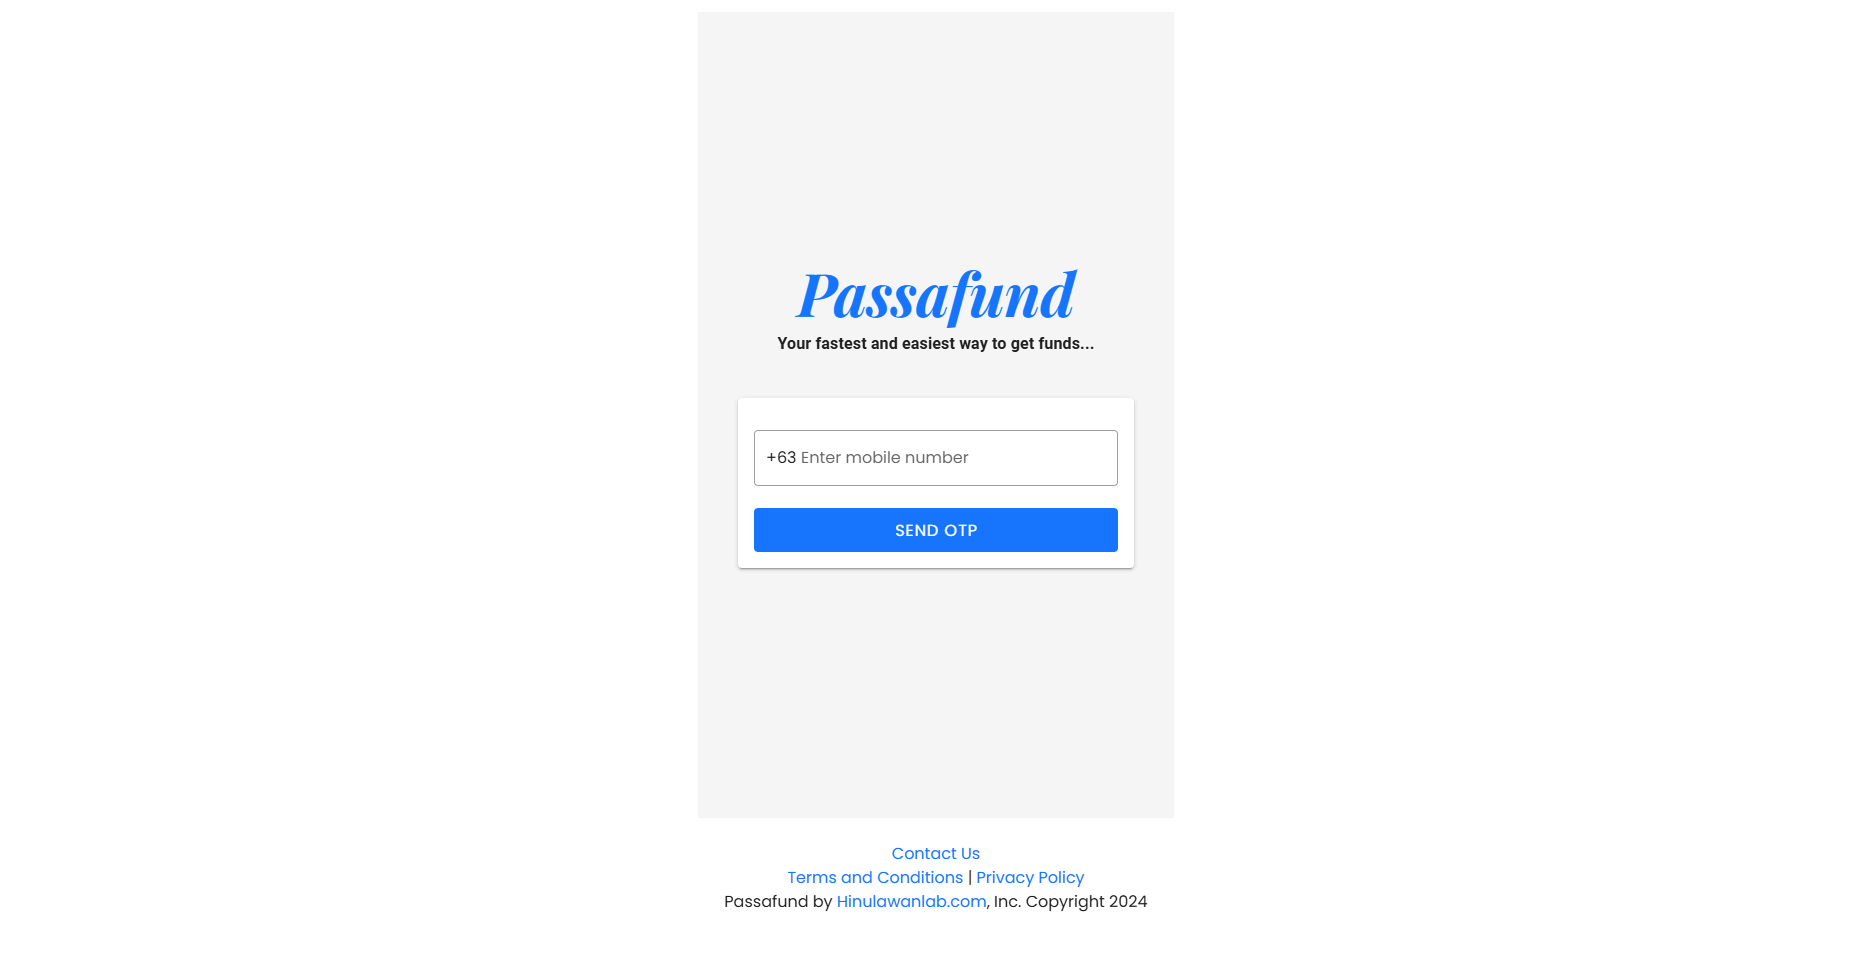 Passafund
Your fastest and easiest way to get funds...
+63 Enter mobile number
SEND OTP
Contact Us
Terms and Conditions | Privacy Policy
Passafund by Hinulawanlab.com, Inc. Copyright 2024